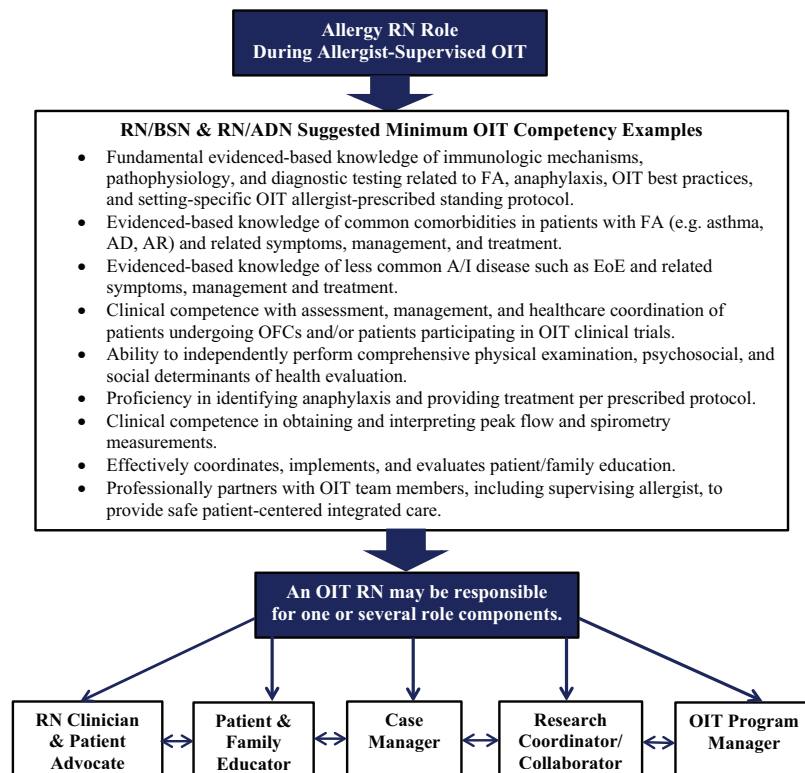 Allergy RN Role
During Allergist-Supervised OIT
RN/BSN & RN/ADN Suggested Minimum OIT Competency Examples
• Fundamental evidenced-based knowledge of immunologic mechanisms,
pathophysiology, and diagnostic testing related to FA, anaphylaxis, OIT best practices,
and setting-specific OIT allergist-prescribed standing protocol.
• Evidenced-based knowledge of common comorbidities in patients with FA (e.g. asthma,
AD, AR) and related symptoms, management, and treatment.
• Evidenced-based knowledge of less common A/I disease such as EoE and related
symptoms, management and treatment.
• Clinical competence with assessment, management, and healthcare coordination of
patients undergoing OFCs and/or patients participating in OIT clinical trials.
• Ability to independently perform comprehensive physical examination, psychosocial, and
social determinants of health evaluation.
• Proficiency in identifying anaphylaxis and providing treatment per prescribed protocol.
• Clinical competence in obtaining and interpreting peak flow and spirometry
measurements.
• Effectively coordinates, implements, and evaluates patient/family education.
• Professionally partners with OIT team members, including supervising allergist, to
provide safe patient-centered integrated care.
An OIT RN may be responsible
for one or several role components.
RN Clinician
& Patient
Advocate
Patient &
Family
Educator
Case
Manager
Research
Coordinator/
Collaborator
OIT Program
Manager